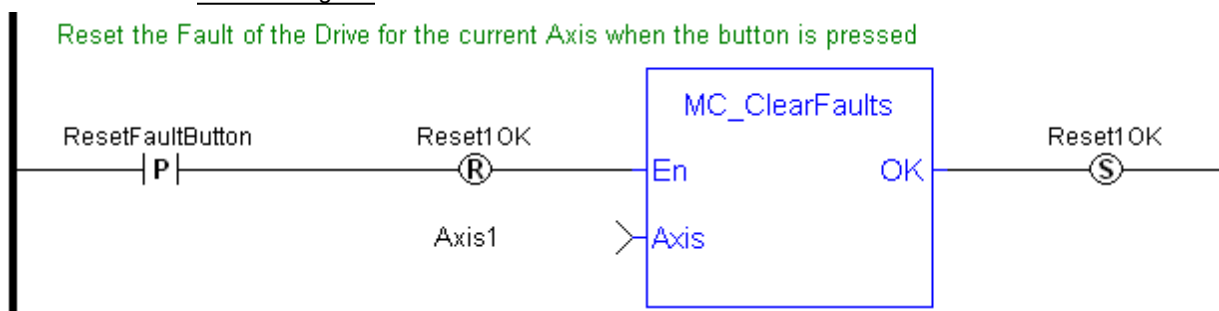 Reset the Fault of the Drive for the current Axis when the button is pressed
MC_ClearFaults
ResetFaultButton Reset1OK Reset1OK
P R En OK S
Axis1 Axis